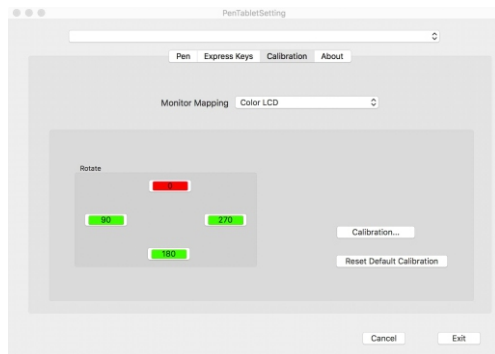 PenTabletSetting
Pen Express Keys Calibration About
Monitor Mapping Color LCD
Rotate
0
90 270
180
Calibration...
Reset Default Calibration
Cancel Exit